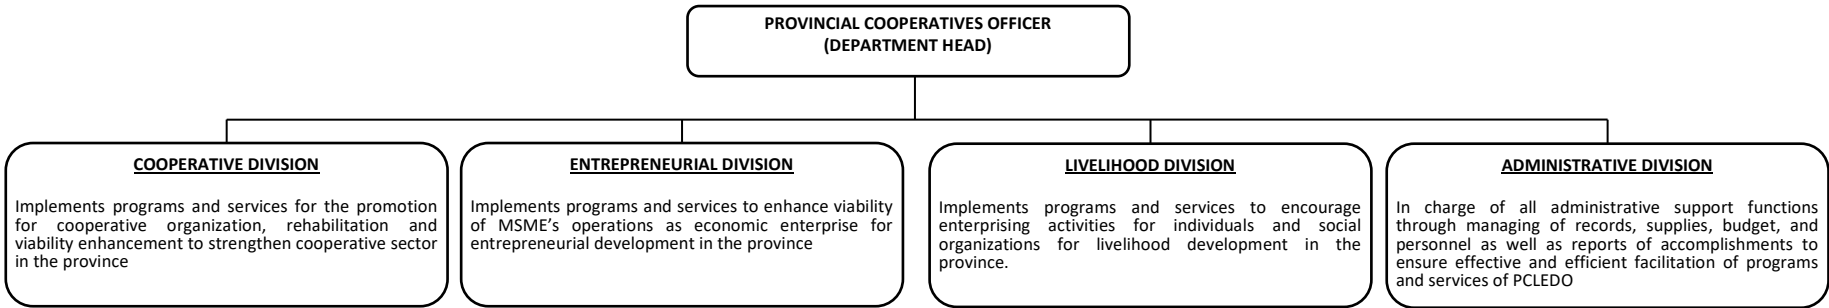 PROVINCIAL COOPERATIVES OFFICER
(DEPARTMENT HEAD)
COOPERATIVE DIVISION
Implements programs and services for the promotion
for cooperative organization, rehabilitation and
viability enhancement to strengthen cooperative sector
in the province
ENTREPRENEURIAL DIVISION
Implements programs and services to enhance viability
of MSME's operations as economic enterprise for
entrepreneurial development in the province
LIVELIHOOD DIVISION
Implements programs and services to encourage
enterprising activities for individuals and social
organizations for livelihood development in the
province.
ADMINISTRATIVE DIVISION
In charge of all administrative support functions
through managing of records, supplies, budget, and
personnel as well as reports of accomplishments to
ensure effective and efficient facilitation of programs
and services of PCLEDO